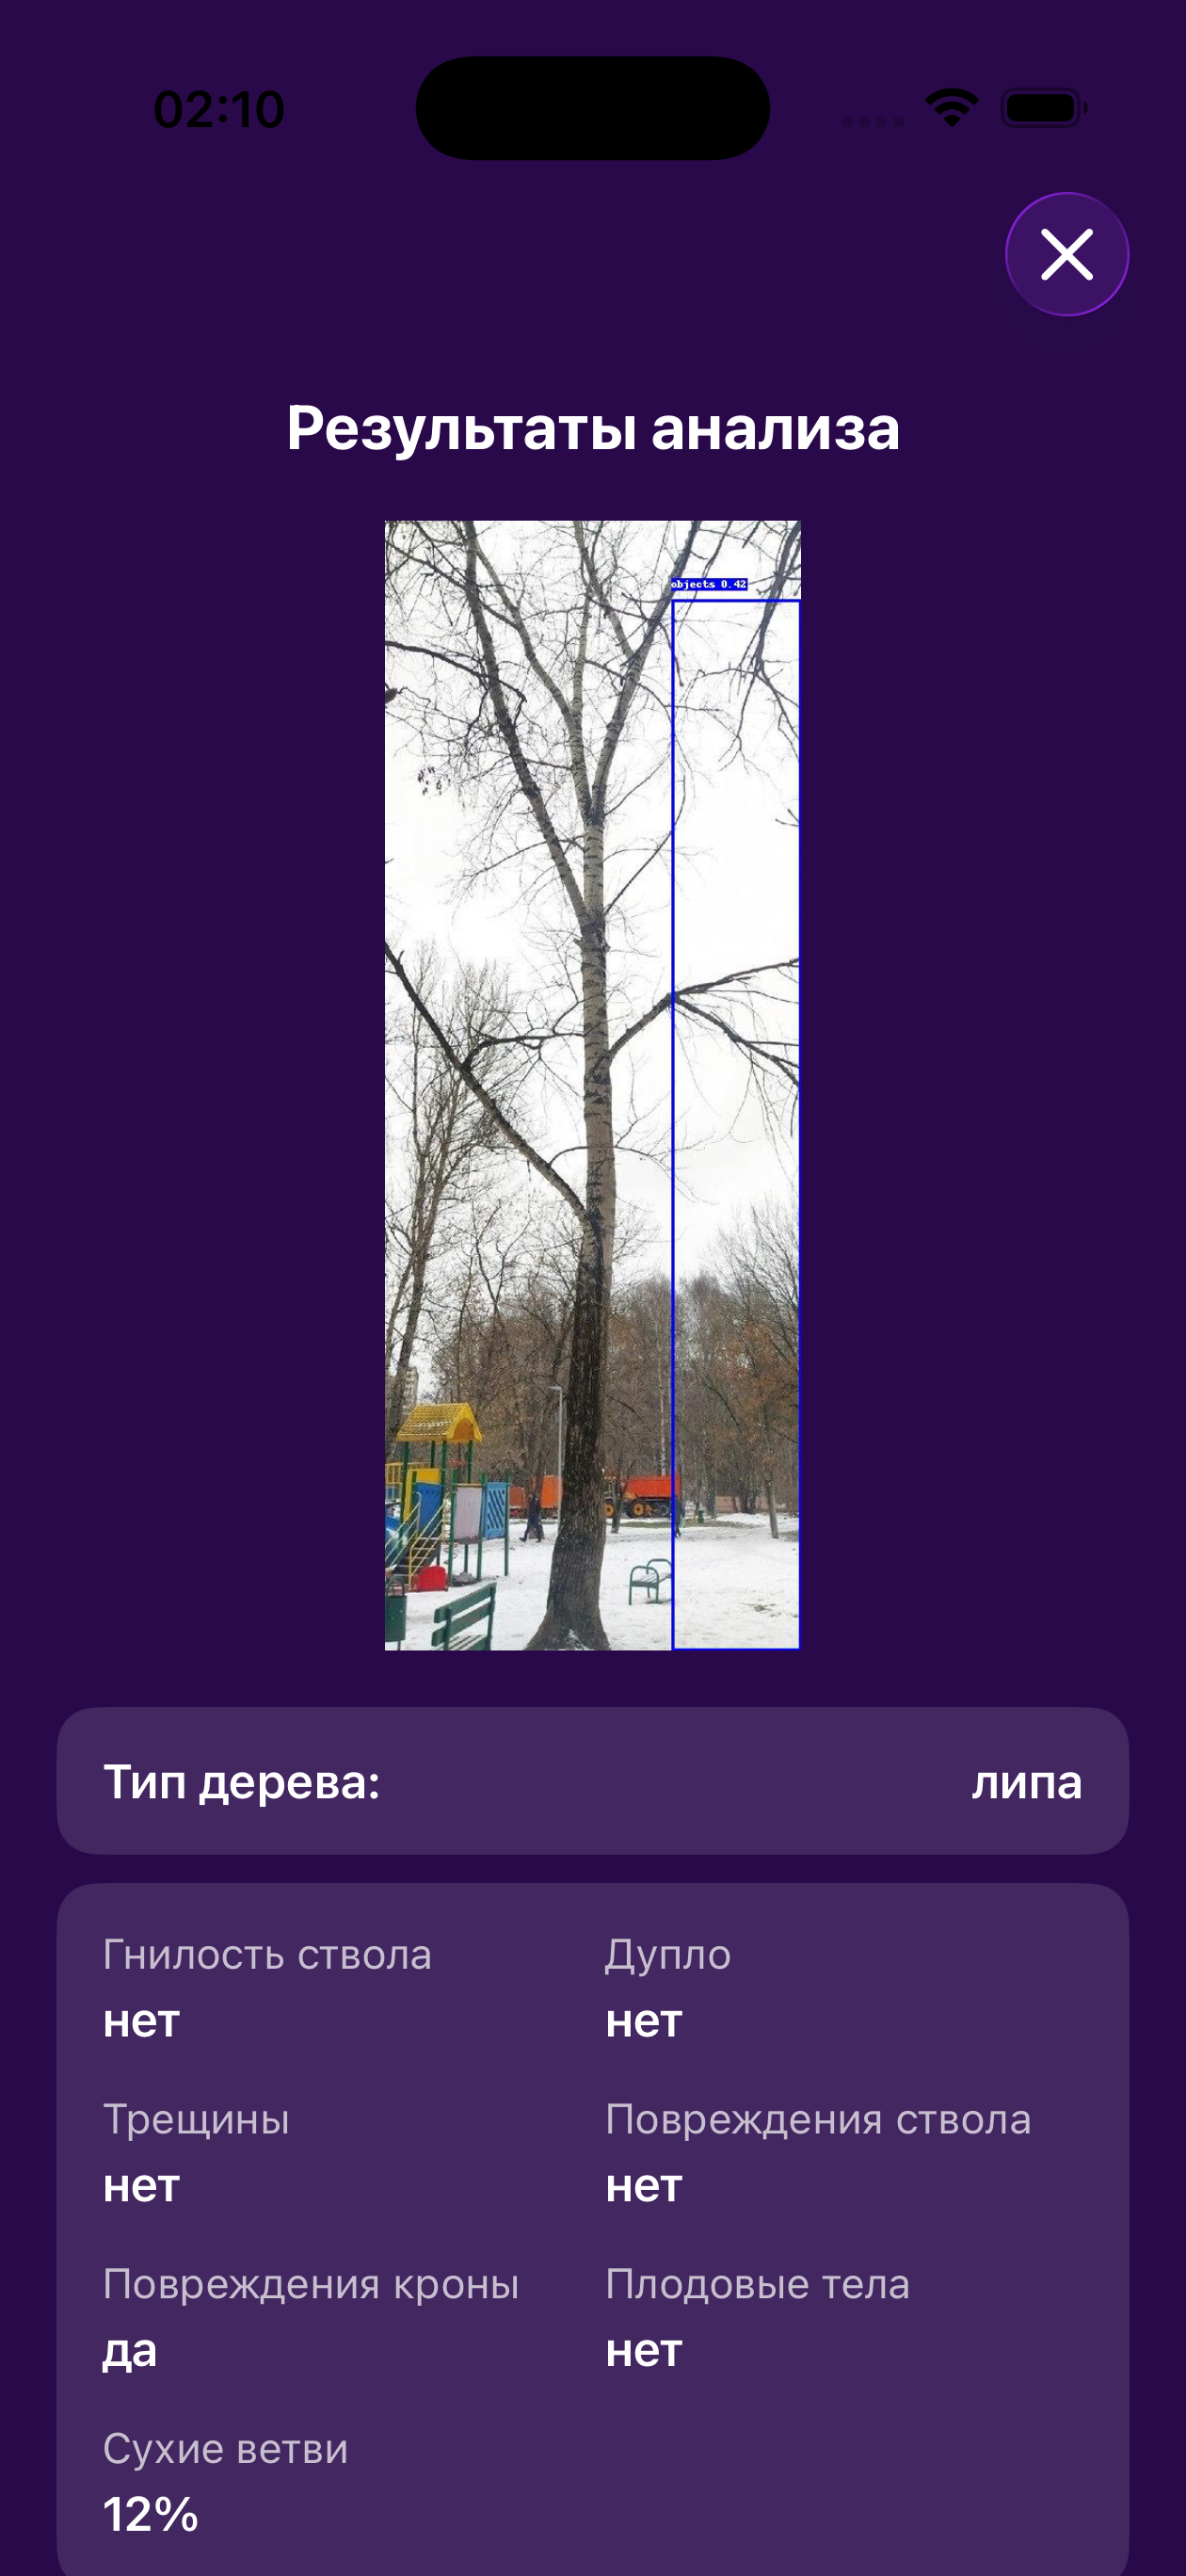 02:10
Результаты анализа
objects 0.42
Тип дерева: липа
Гнилость ствола Дупло
нет нет
Трещины Повреждения ствола
нет нет
Повреждения кроны Плодовые тела
да нет
Сухие ветви
12%